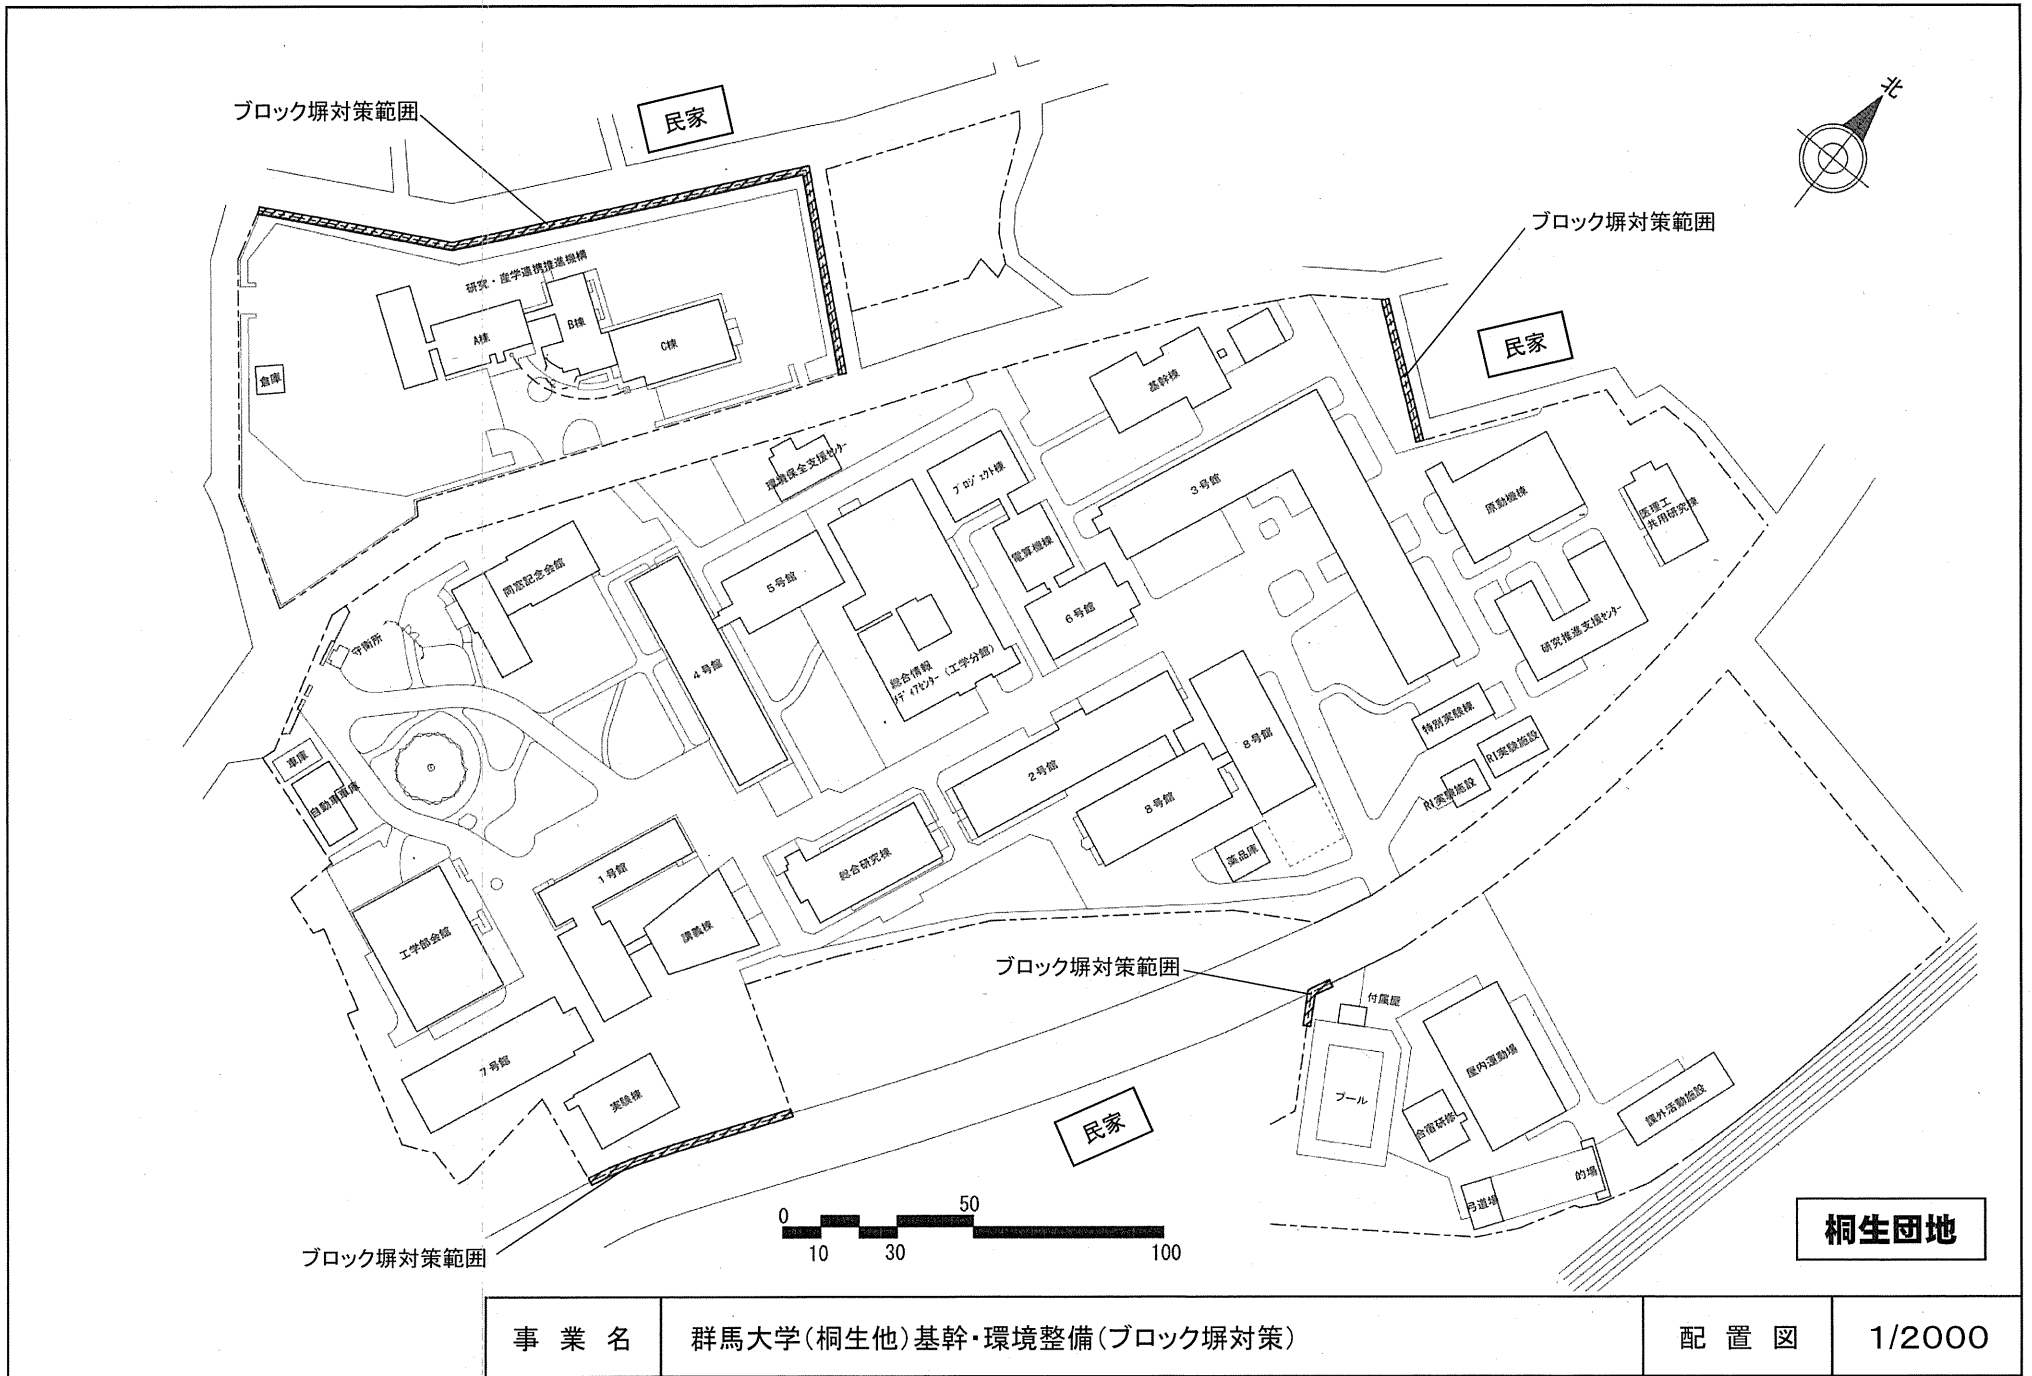 ブロック塀対策範囲
民家
北
ブロック塀対策範囲
民家
研究・産学連携推進機構
A棟
B棟
C棟
倉庫
基幹棟
環境保全支援ｾﾝﾀｰ
ﾌﾟﾛｼﾞｪｸﾄ棟
3号館
原動機棟
医理工
共用研究棟
同窓記念会館
5号館
電算機棟
6号館
守衛所
4号館
総合情報
ﾒﾃﾞｨｱｾﾝﾀｰ（工学分館）
研究推進支援ｾﾝﾀｰ
車庫
自動車車庫
2号館
8号館
8号館
特別実験棟
RI実験施設
RI実験施設
1号館
総合研究棟
薬品庫
工学部会館
講義棟
ブロック塀対策範囲
付属屋
7号館
実験棟
プール
屋内運動場
合宿研修
課外活動施設
民家
的場
弓道場
ブロック塀対策範囲
0 50
10 30 100
桐生団地
事業名 群馬大学(桐生他)基幹・環境整備(ブロック塀対策) 配置図 1/2000